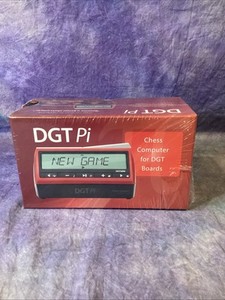 DGT Pi
Chess
Computer
for DGT
Boards
NEW GAME
DGT Pi